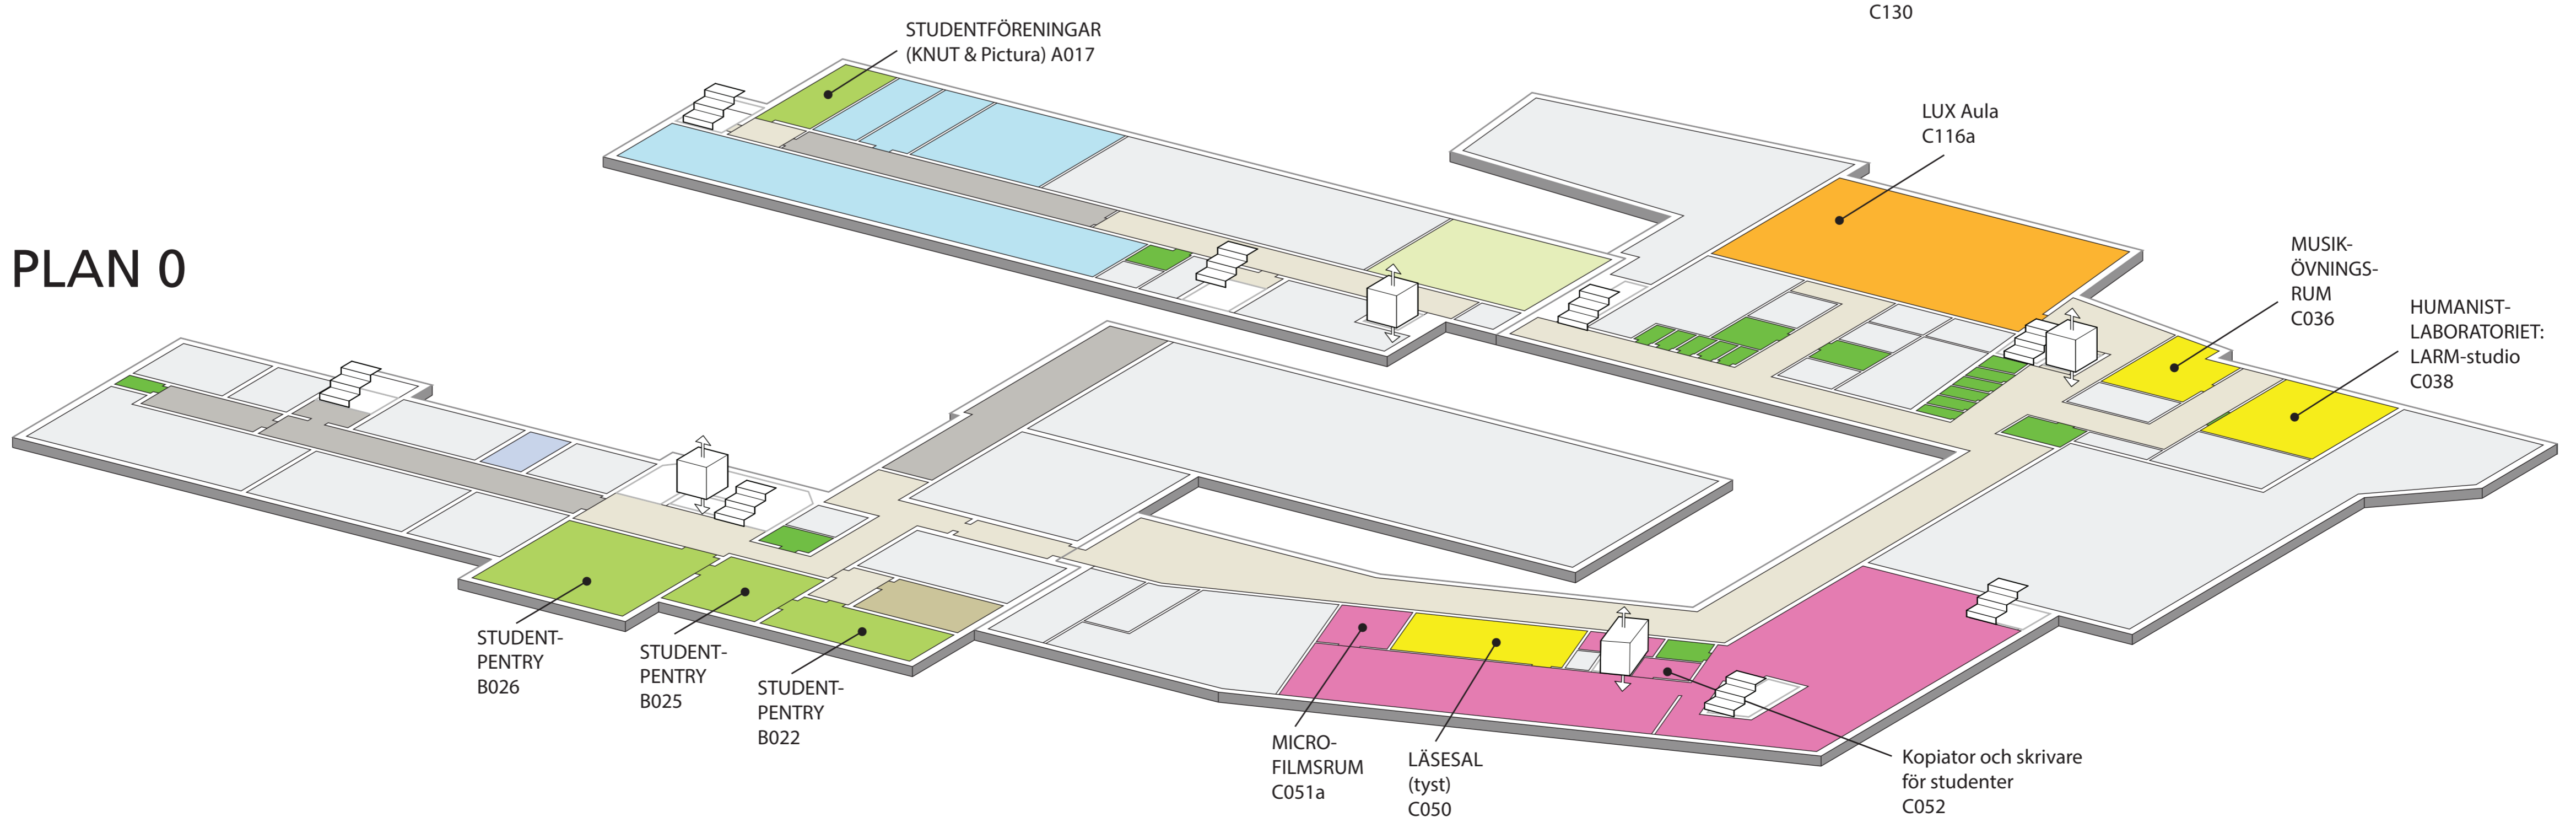 C130
STUDENTFÖRENINGAR
(KNUT & Pictura) A017
LUX Aula
C116a
PLAN 0
MUSIK-
ÖVNINGS-
RUM
C036
HUMANIST-
LABORATORIET:
LARM-studio
C038
STUDENT-
PENTRY
B026
STUDENT-
PENTRY
B025
STUDENT-
PENTRY
B022
MICRO-
FILMSRUM
C051a
LÄSESAL
(tyst)
C050
Kopiator och skrivare
för studenter
C052